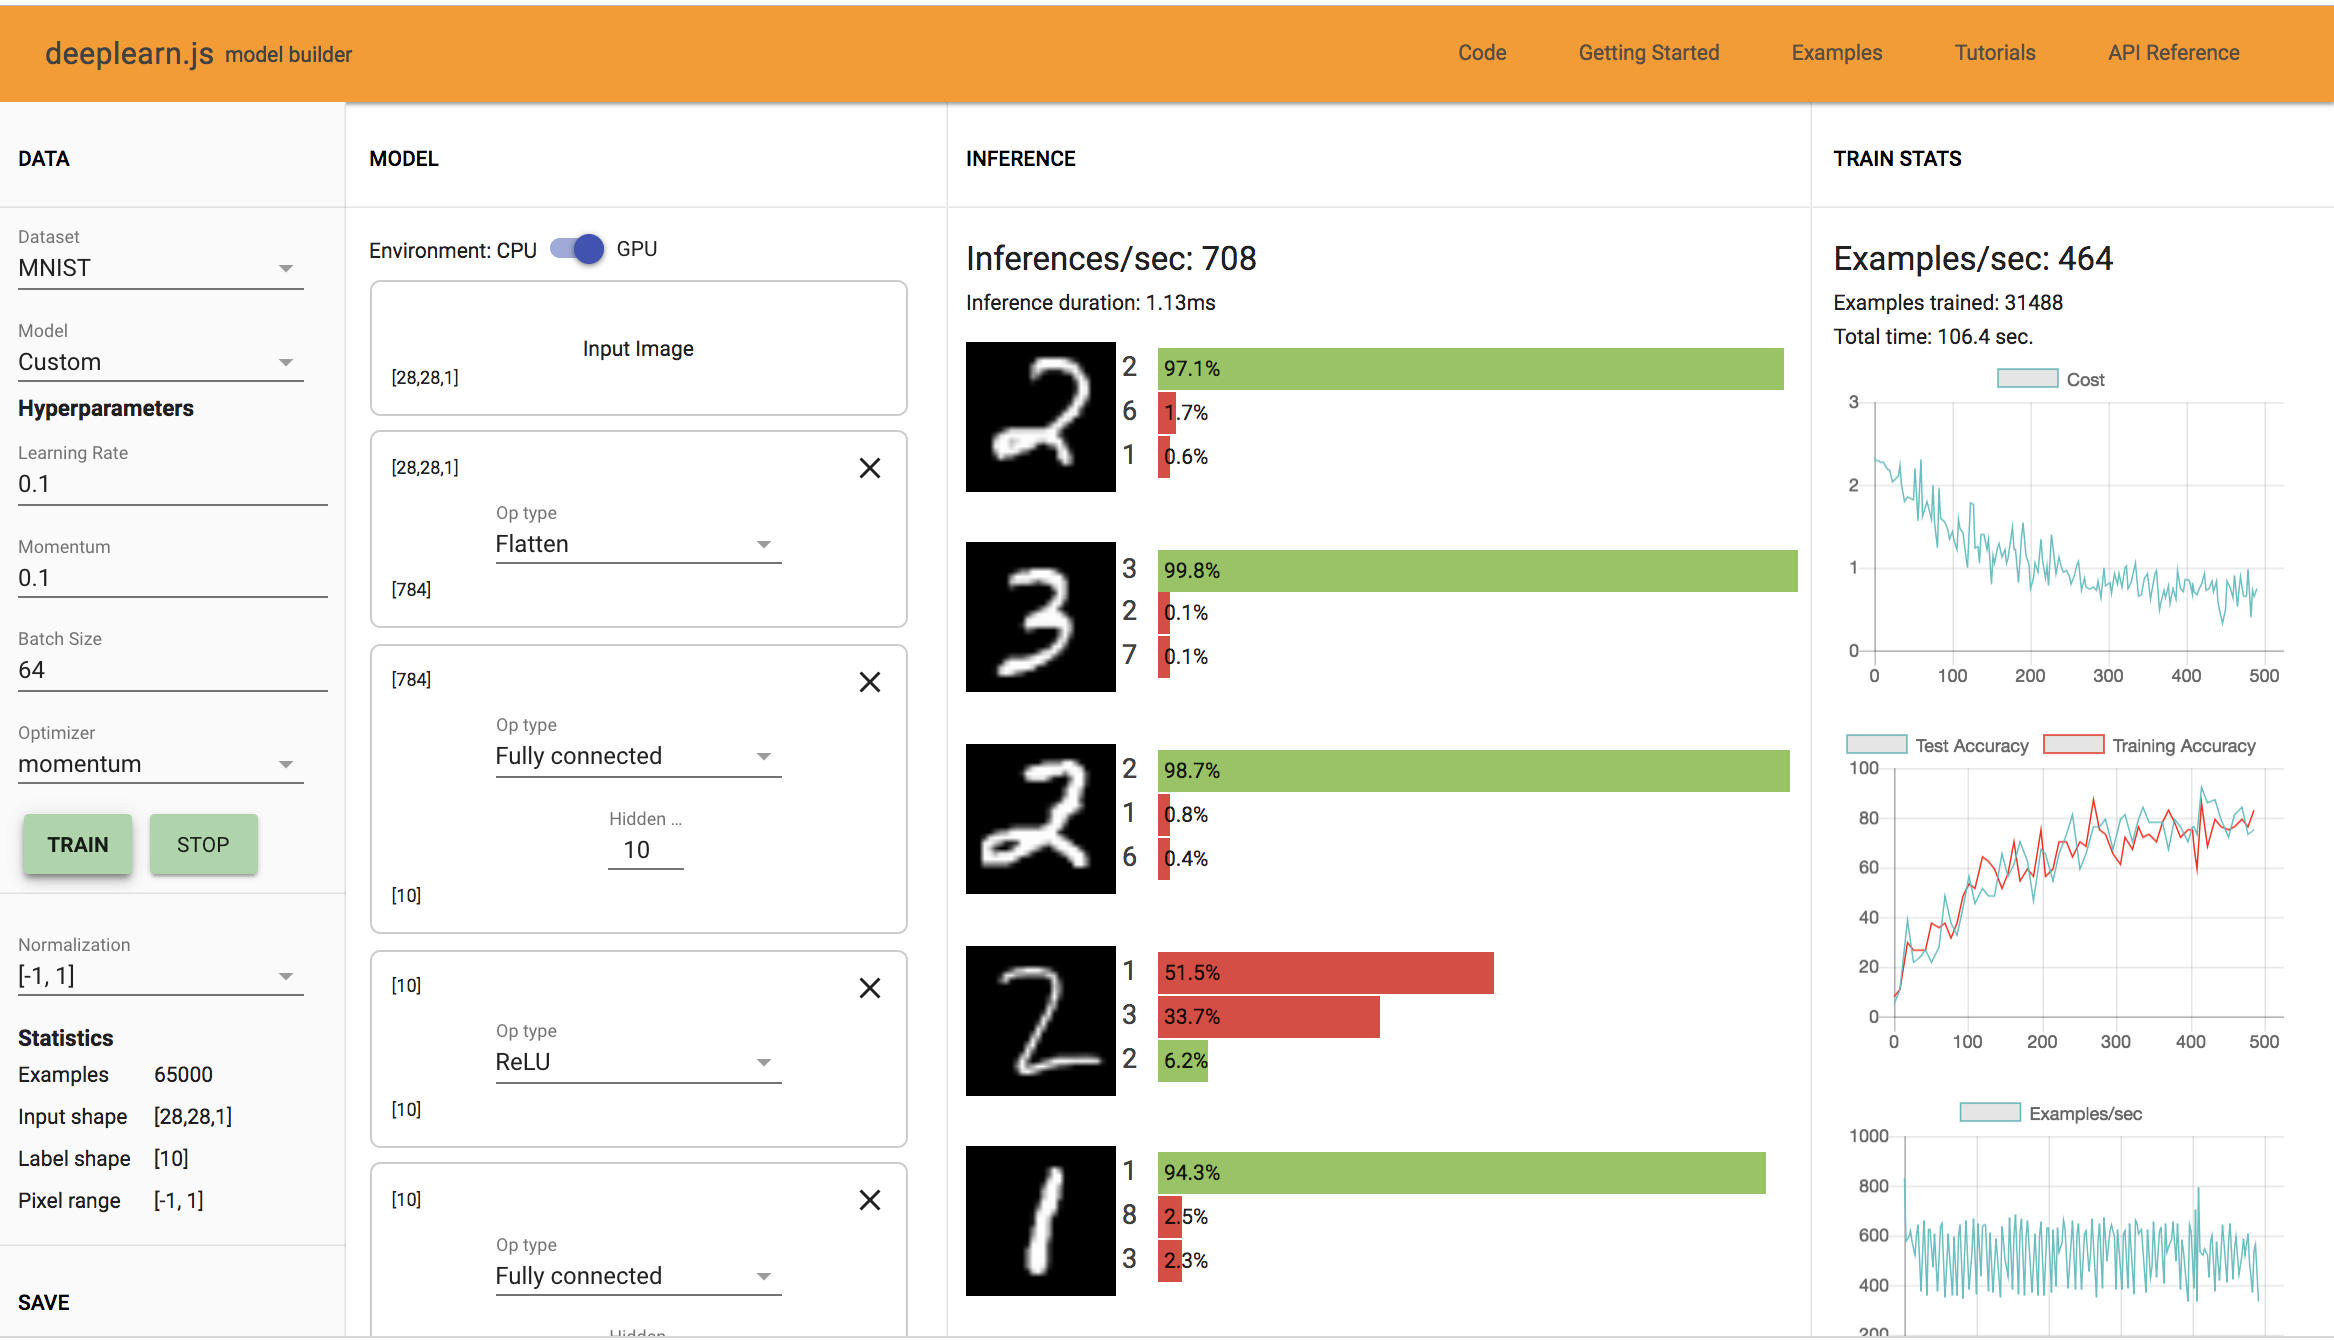 deeplearn.js model builder
Code Getting Started Examples Tutorials API Reference
DATA
Dataset
MNIST
Model
Custom
Hyperparameters
Learning Rate
0.1
Momentum
0.1
Batch Size
64
Optimizer
momentum
TRAIN STOP
Normalization
[-1, 1]
Statistics
Examples 65000
Input shape [28,28,1]
Label shape [10]
Pixel range [-1, 1]
SAVE
MODEL
Environment: CPU GPU
Input Image
[28,28,1]
[28,28,1]
Op type
Flatten
[784]
[784]
Op type
Fully connected
Hidden ...
10
[10]
[10]
Op type
ReLU
[10]
[10]
Op type
Fully connected
Hidden
INFERENCE
Inferences/sec: 708
Inference duration: 1.13ms
2
2 97.1%
6 1.7%
1 0.6%
3
3 99.8%
2 0.1%
7 0.1%
2
2 98.7%
1 0.8%
6 0.4%
2
1 51.5%
3 33.7%
2 6.2%
1
1 94.3%
8 2.5%
3 2.3%
TRAIN STATS
Examples/sec: 464
Examples trained: 31488
Total time: 106.4 sec.
Cost
3
2
1
0
0 100 200 300 400 500
Test Accuracy Training Accuracy
100
80
60
40
20
0
0 100 200 300 400 500
Examples/sec
1000
800
600
400
200